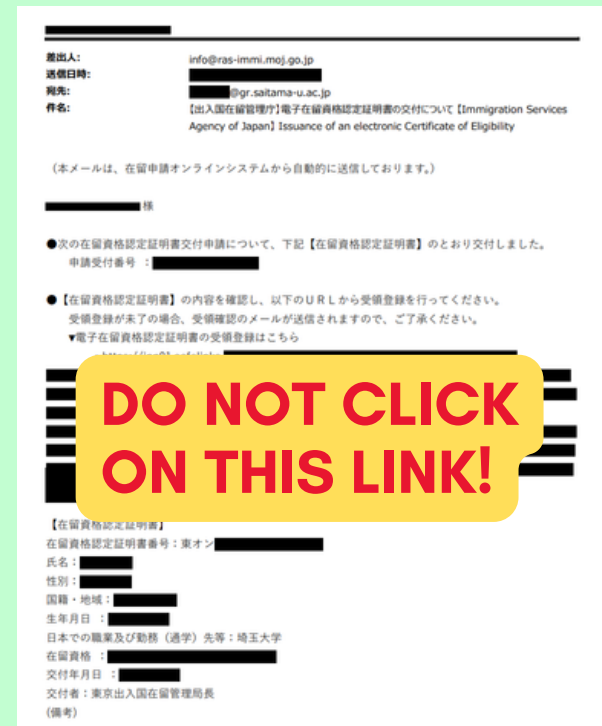 差出人: info@ras-immi.moj.go.jp
送信日時:
宛先: @gr.saitama-u.ac.jp
件名: 【出入国在留管理庁】電子在留資格認定証明書の交付について【Immigration Services
Agency of Japan】Issuance of an electronic Certificate of Eligibility
(本メールは、在留申請オンラインシステムから自動的に送信しております。)
様
●次の在留資格認定証明書交付申請について、下記【在留資格認定証明書】のとおり交付しました。
申請受付番号 :
●【在留資格認定証明書】の内容を確認し、以下のURLから受領登録を行ってください。
受領登録が未了の場合、受領確認のメールが送信されますので、ご了承ください。
▼電子在留資格認定証明書の受領登録はこちら
DO NOT CLICK
ON THIS LINK!
【在留資格認定証明書】
在留資格認定証明書番号:東オン
氏名:
性別:
国籍・地域:
生年月日 :
日本での職業及び勤務(通学)先等:埼玉大学
在留資格 :
交付年月日 :
交付者:東京出入国在留管理局長
(備考)